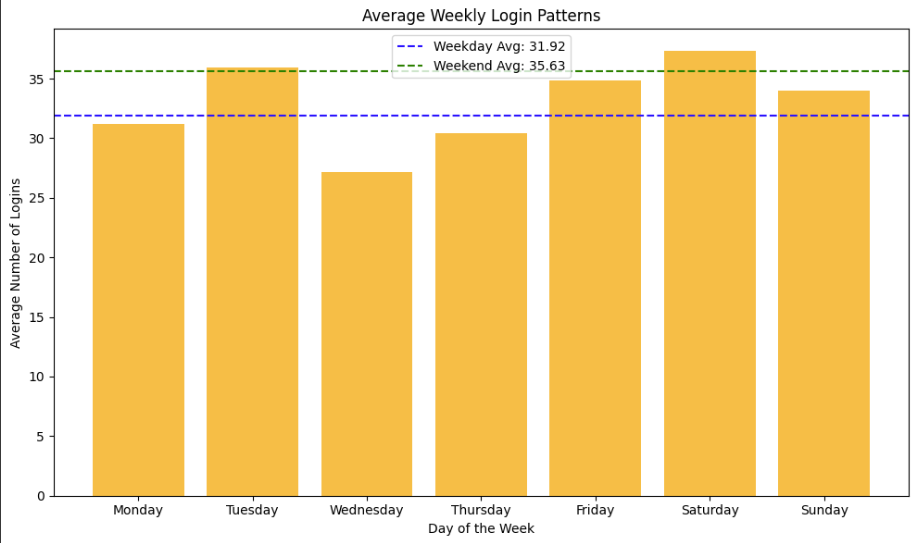 Average Weekly Login Patterns
Weekday Avg: 31.92
Weekend Avg: 35.63
Average Number of Logins
35
30
25
20
15
10
5
0
Monday Tuesday Wednesday Thursday Friday Saturday Sunday
Day of the Week